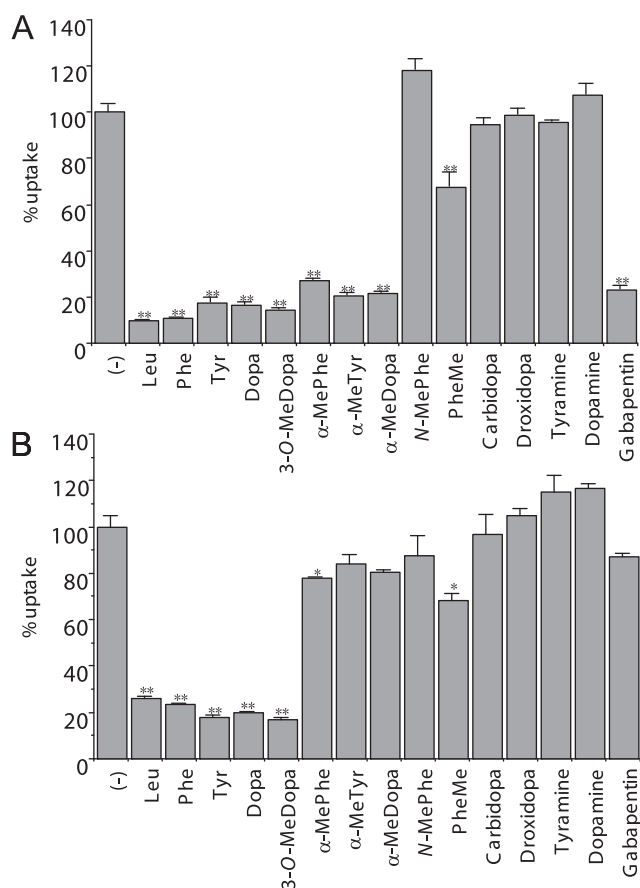 A
140
120
100
80
60
40
20
0
%uptake
**
**
**
**
**
**
**
**
**
**
(-)
Leu
Phe
Tyr
Dopa
3-O-MeDopa
α-MePhe
α-MeTyr
α-MeDopa
N-MePhe
PheMe
Carbidopa
Droxidopa
Tyramine
Dopamine
Gabapentin
B
140
120
100
80
60
40
20
0
%uptake
**
**
**
**
**
*
*
(-)
Leu
Phe
Tyr
Dopa
3-O-MeDopa
α-MePhe
α-MeTyr
α-MeDopa
N-MePhe
PheMe
Carbidopa
Droxidopa
Tyramine
Dopamine
Gabapentin